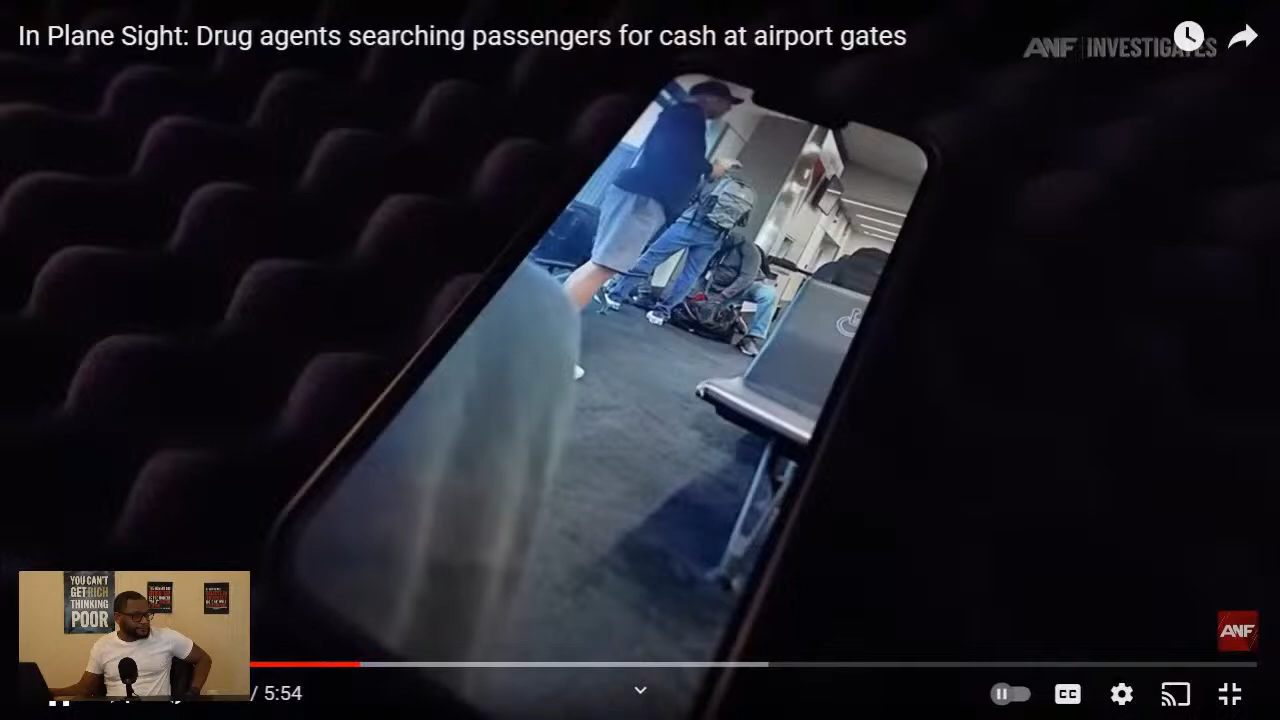 In Plane Sight: Drug agents searching passengers for cash at airport gates
ANF INVESTIGATES
YOU CAN'T
GET RICH
THINKING
POOR
ANF
/ 5:54
CC